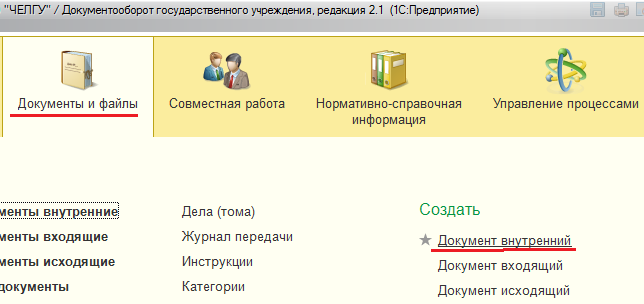 "ЧЕЛГУ" / Документооборот государственного учреждения, редакция 2.1 (1С:Предприятие)
Документы и файлы
Совместная работа
Нормативно-справочная
информация
Управление процессами
менты внутренние
менты входящие
менты исходящие
документы
Дела (тома)
Журнал передачи
Инструкции
Категории
Создать
Документ внутренний
Документ входящий
Документ исходящий